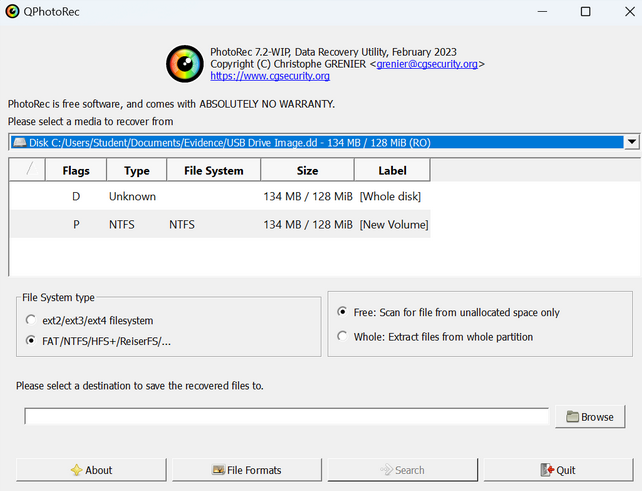 QPhotoRec
PhotoRec 7.2-WIP, Data Recovery Utility, February 2023
Copyright (C) Christophe GRENIER <grenier@cgsecurity.org>
https://www.cgsecurity.org
PhotoRec is free software, and comes with ABSOLUTELY NO WARRANTY.
Please select a media to recover from
Disk C:/Users/Student/Documents/Evidence/USB Drive Image.dd - 134 MB / 128 MiB (RO)
Flags Type File System Size Label
D Unknown 134 MB / 128 MiB [Whole disk]
P NTFS NTFS 134 MB / 128 MiB [New Volume]
File System type
ext2/ext3/ext4 filesystem
FAT/NTFS/HFS+/ReiserFS/...
Free: Scan for file from unallocated space only
Whole: Extract files from whole partition
Please select a destination to save the recovered files to.
Browse
About File Formats Search Quit